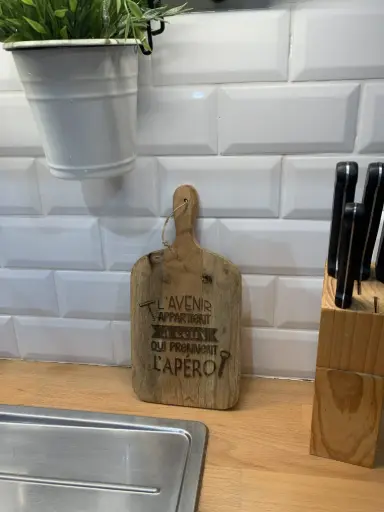 L'AVENIR
APPARTIENT
À CEUX
QUI PRENNENT
L'APÉRO